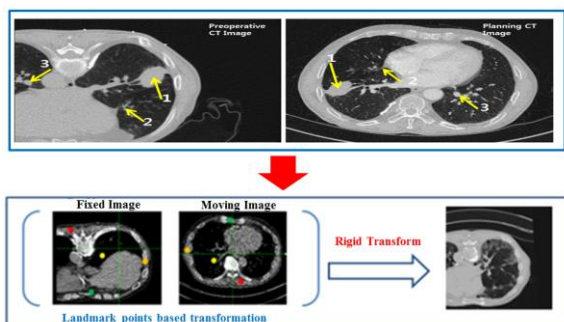 Preoperative
CT Image
3
1
2
Planning CT
Image
1
2
3
Fixed Image
Moving Image
Rigid Transform
Landmark points based transformation